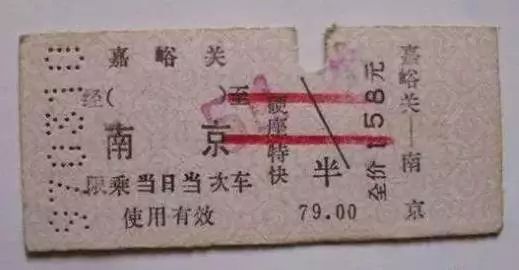 嘉峪关
经( )至
南京
限乘当日当次车
使用有效
硬座特快
半
79.00
全价158元
嘉峪关—南京